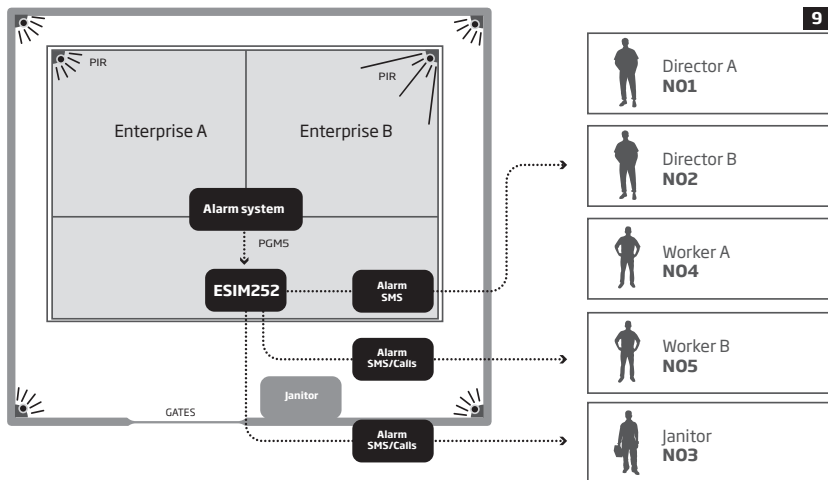 9
PIR
PIR
Enterprise A
Enterprise B
Alarm system
PGM5
ESIM252
Alarm
SMS
Alarm
SMS/Calls
Janitor
GATES
Alarm
SMS/Calls
Director A
NO1
Director B
NO2
Worker A
NO4
Worker B
NO5
Janitor
NO3